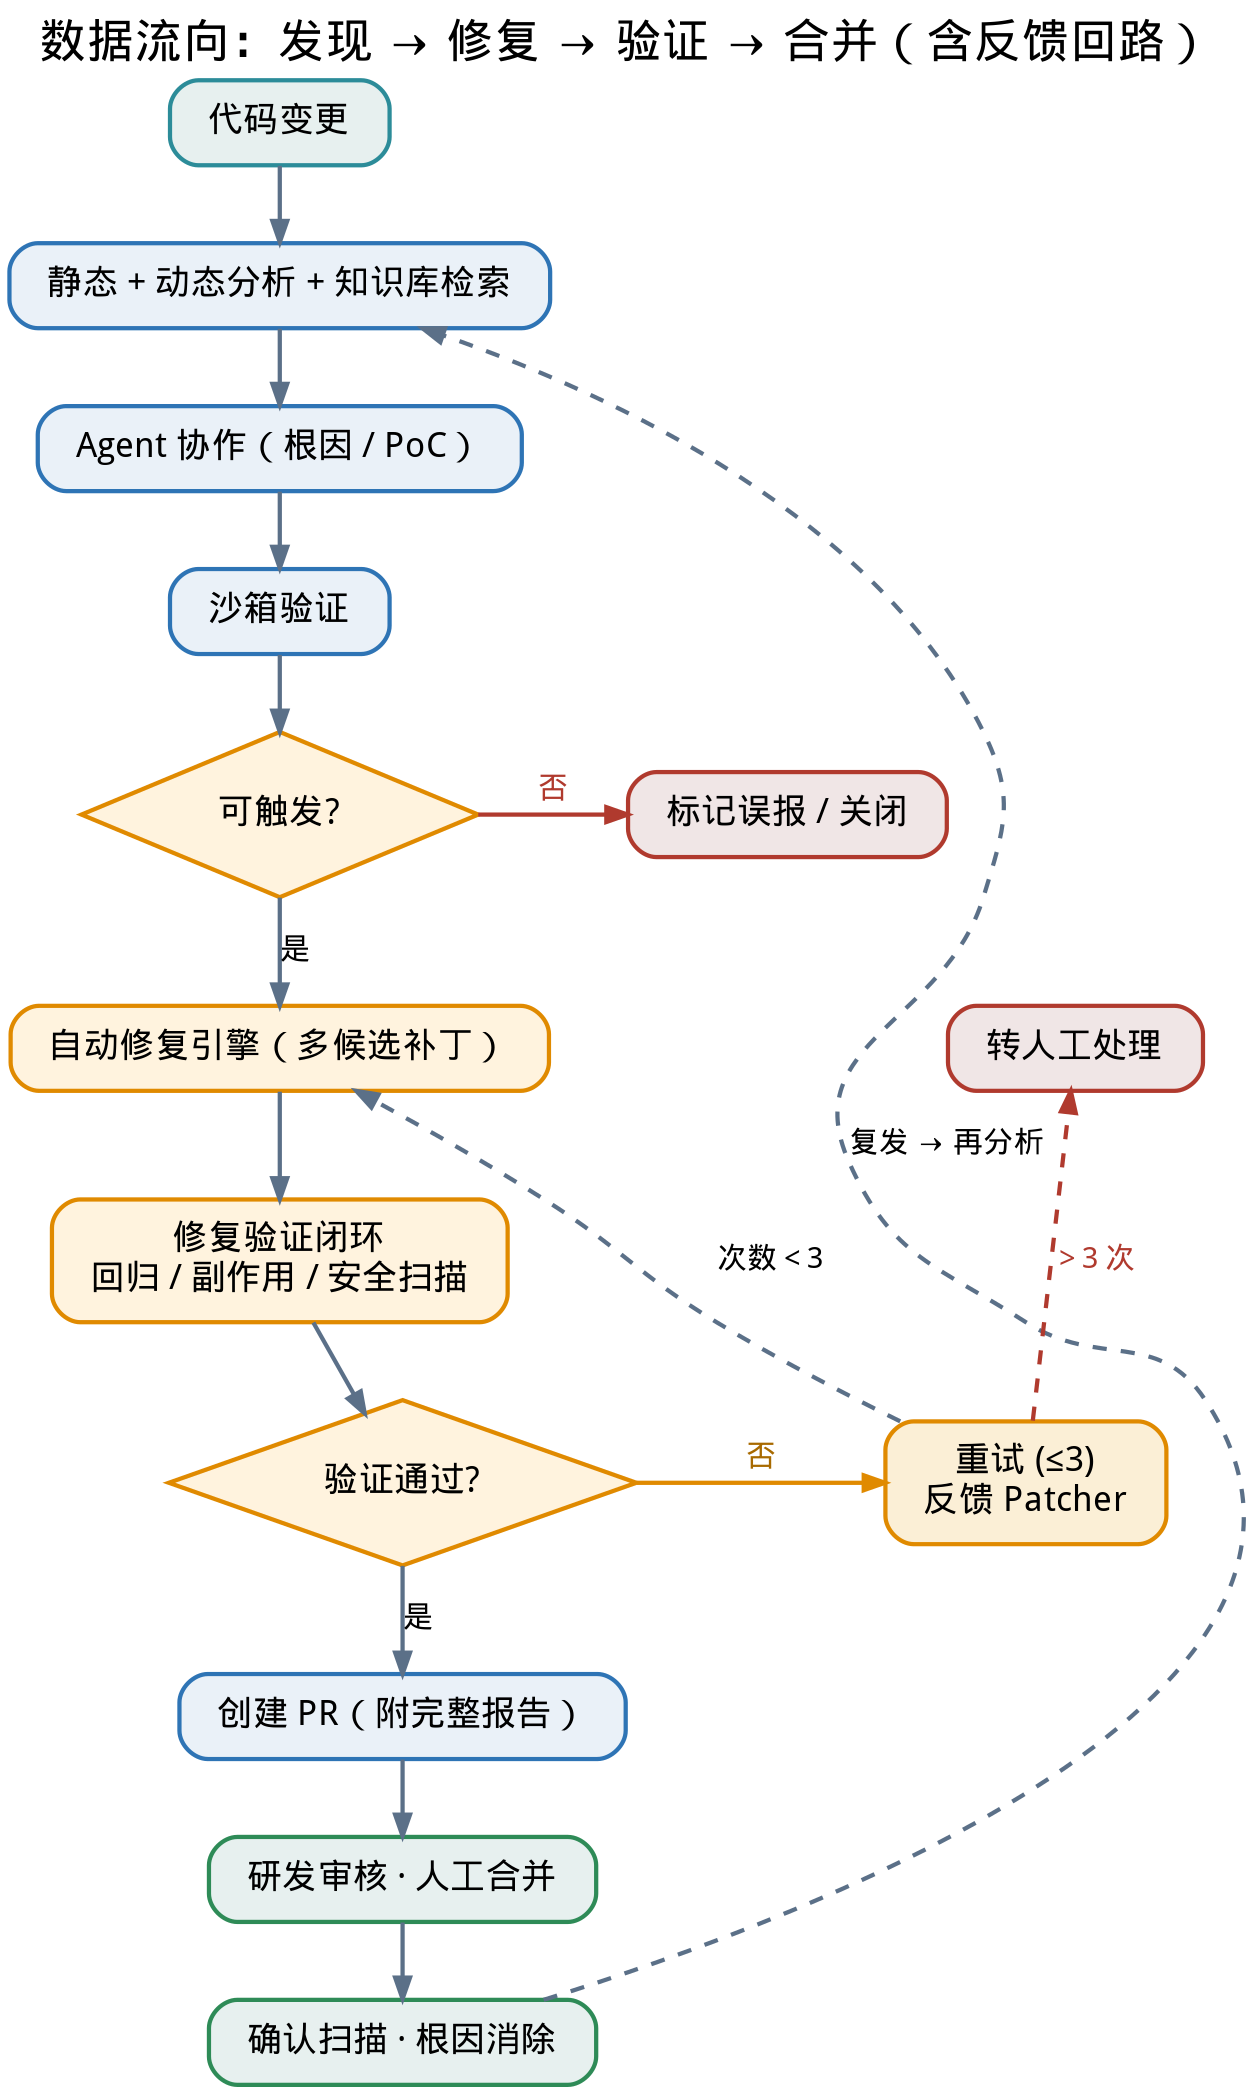 数据流向：发现 → 修复 → 验证 → 合并（含反馈回路）
代码变更
静态 + 动态分析 + 知识库检索
Agent 协作（根因 / PoC）
沙箱验证
可触发?
否
标记误报 / 关闭
是
自动修复引擎（多候选补丁）
转人工处理
复发 → 再分析
修复验证闭环
回归 / 副作用 / 安全扫描
次数 < 3
> 3 次
验证通过?
否
重试 (≤3)
反馈 Patcher
是
创建 PR（附完整报告）
研发审核 · 人工合并
确认扫描 · 根因消除